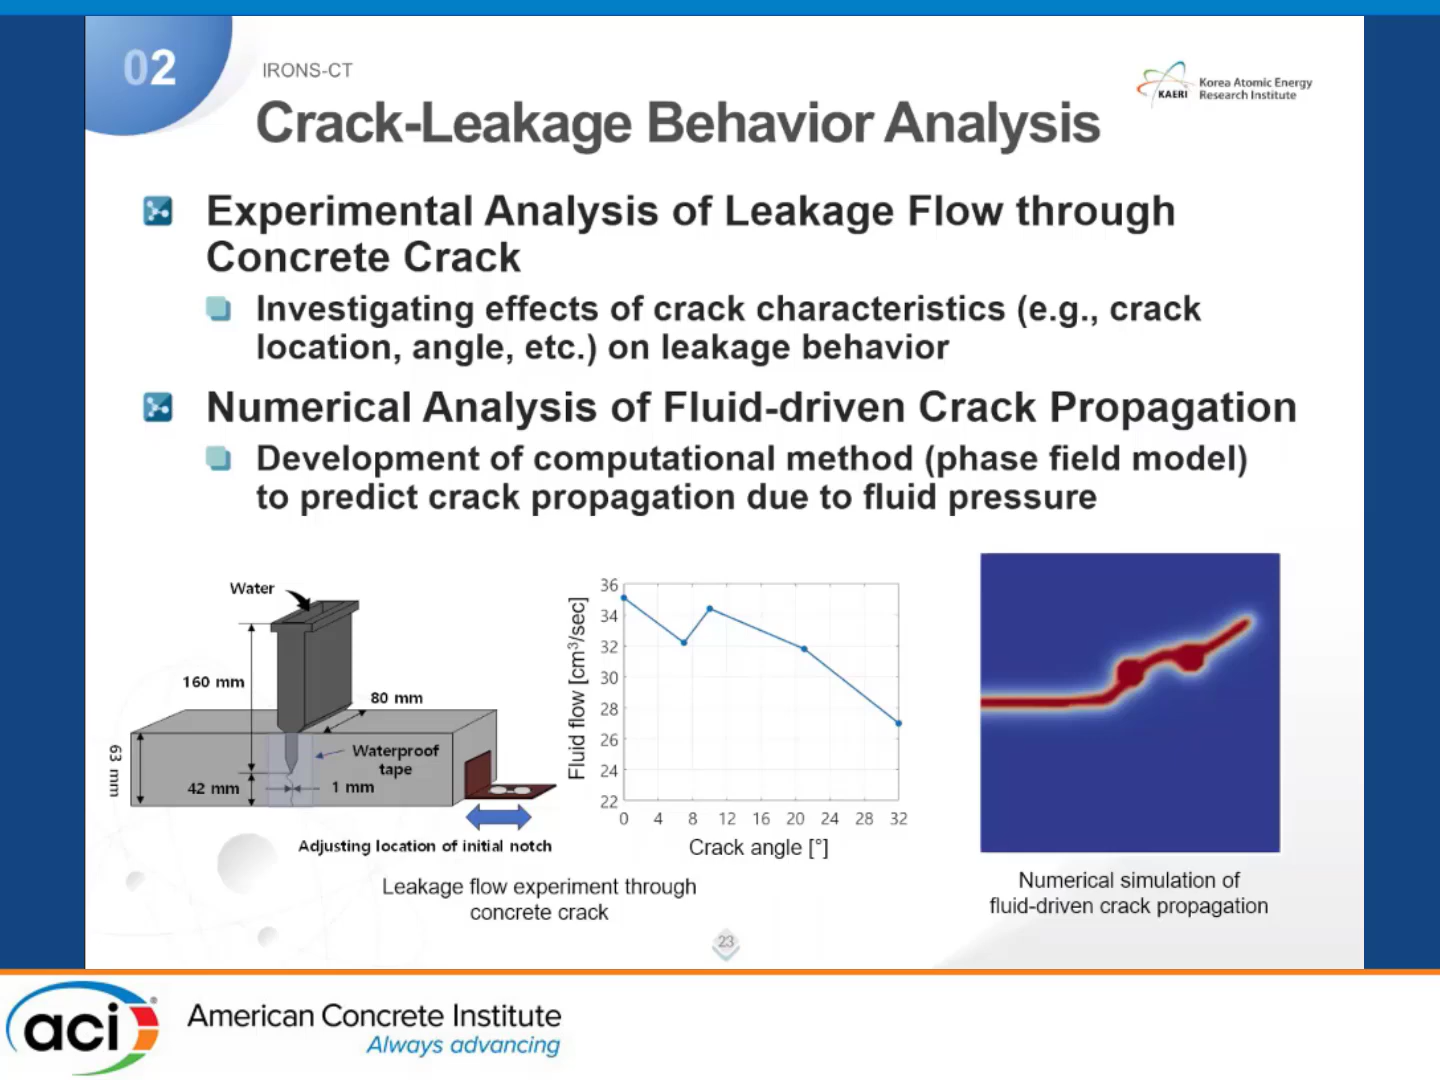 02
IRONS-CT
KAERI
Korea Atomic Energy
Research Institute
Crack-Leakage Behavior Analysis
Experimental Analysis of Leakage Flow through
Concrete Crack
Investigating effects of crack characteristics (e.g., crack
location, angle, etc.) on leakage behavior
Numerical Analysis of Fluid-driven Crack Propagation
Development of computational method (phase field model)
to predict crack propagation due to fluid pressure
Water
160 mm
80 mm
63 mm
Waterproof
tape
42 mm
1 mm
Adjusting location of initial notch
Fluid flow [cm³/sec]
36
34
32
30
28
26
24
22
0 4 8 12 16 20 24 28 32
Crack angle [°]
Leakage flow experiment through
concrete crack
Numerical simulation of
fluid-driven crack propagation
23
aci
American Concrete Institute
Always advancing